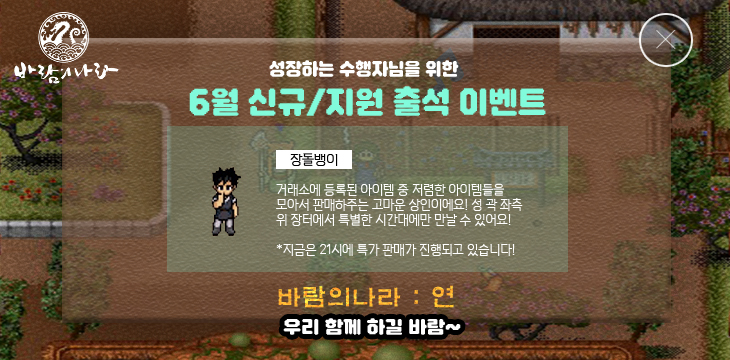 바람의나라
성장하는 수행자님을 위한
6월 신규/지원 출석 이벤트
장돌뱅이
거래소에 등록된 아이템 중 저렴한 아이템들을
모아서 판매해주는 고마운 상인이에요! 성 곽 좌측
위 장터에서 특별한 시간대에만 만날 수 있어요!
*지금은 21시에 특가 판매가 진행되고 있습니다!
바람의나라 : 연
우리 함께 하길 바람~